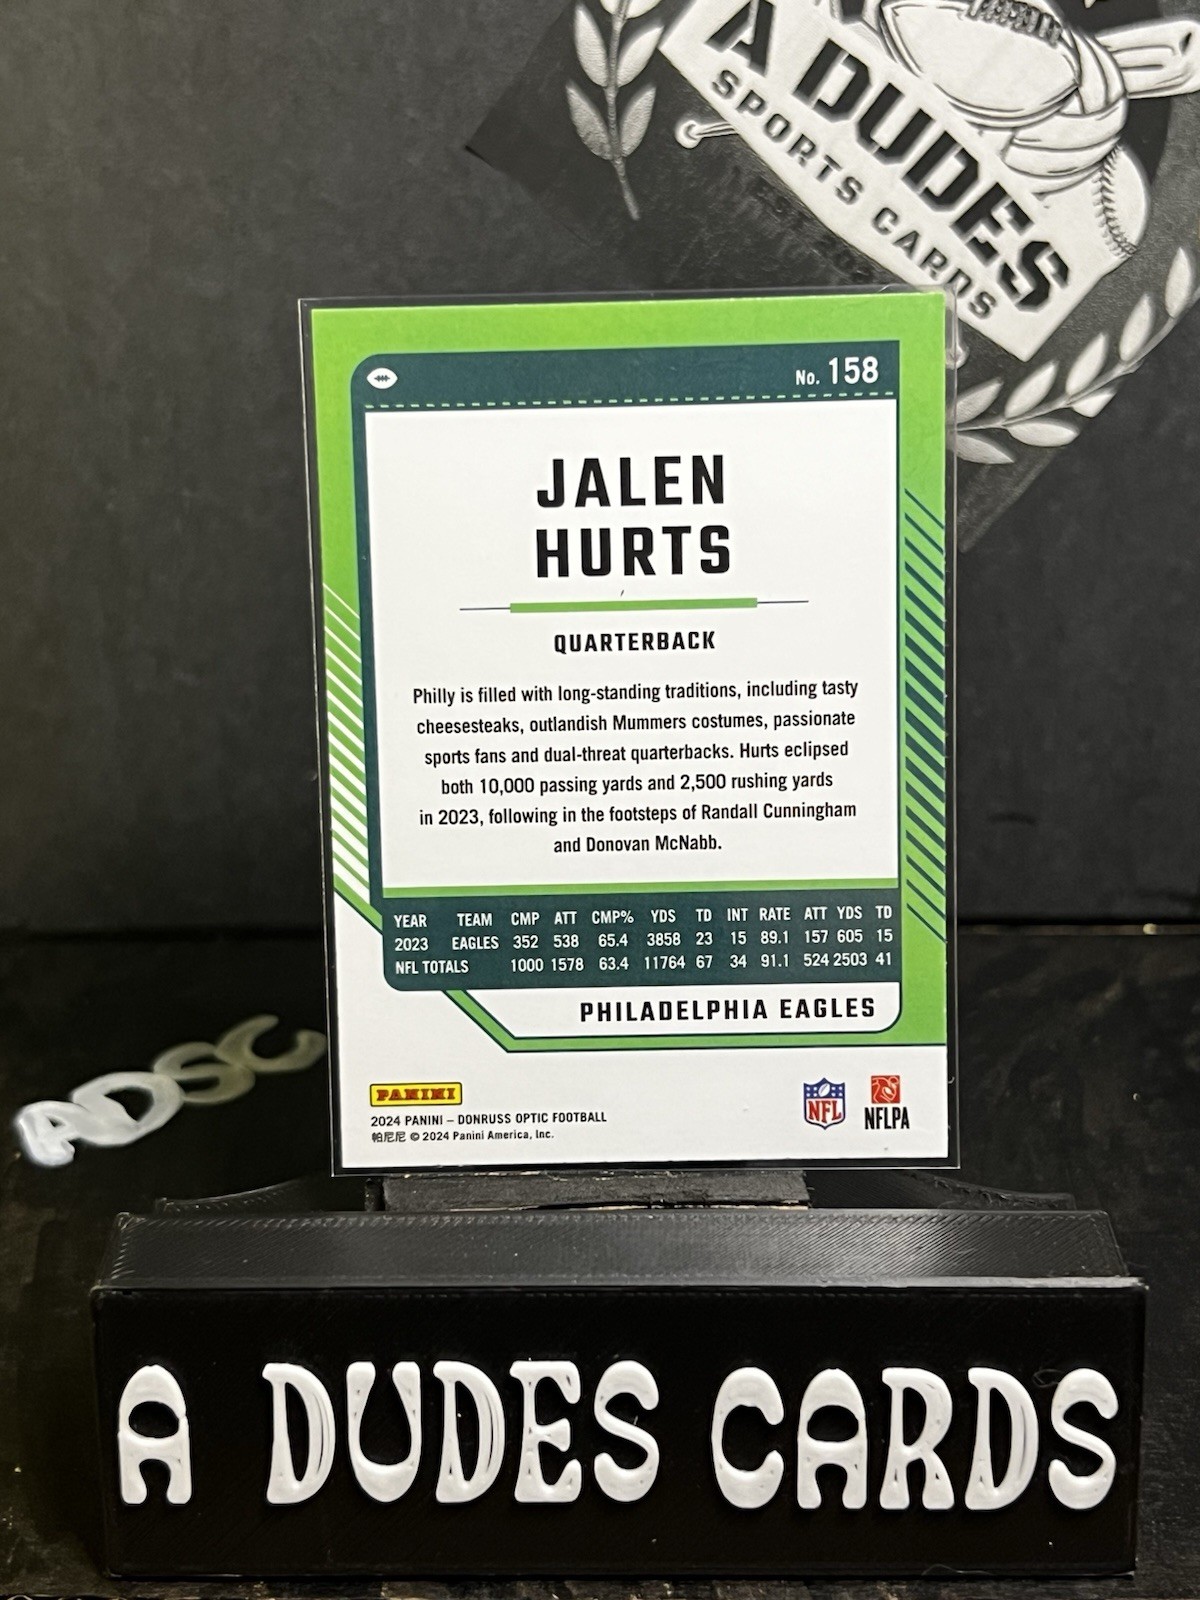 A DUDES
SPORTS CARDS
No. 158
JALEN
HURTS
QUARTERBACK
Philly is filled with long-standing traditions, including tasty
cheesesteaks, outlandish Mummers costumes, passionate
sports fans and dual-threat quarterbacks. Hurts eclipsed
both 10,000 passing yards and 2,500 rushing yards
in 2023, following in the footsteps of Randall Cunningham
and Donovan McNabb.
YEAR TEAM CMP ATT CMP% YDS TD INT RATE ATT YDS TD
2023 EAGLES 352 538 65.4 3858 23 15 89.1 157 605 15
NFL TOTALS 1000 1578 63.4 11764 67 34 91.1 524 2503 41
PHILADELPHIA EAGLES
PANINI
2024 PANINI – DONRUSS OPTIC FOOTBALL
帕尼尼 © 2024 Panini America, Inc.
NFL
NFLPA
ADSC
A DUDES CARDS